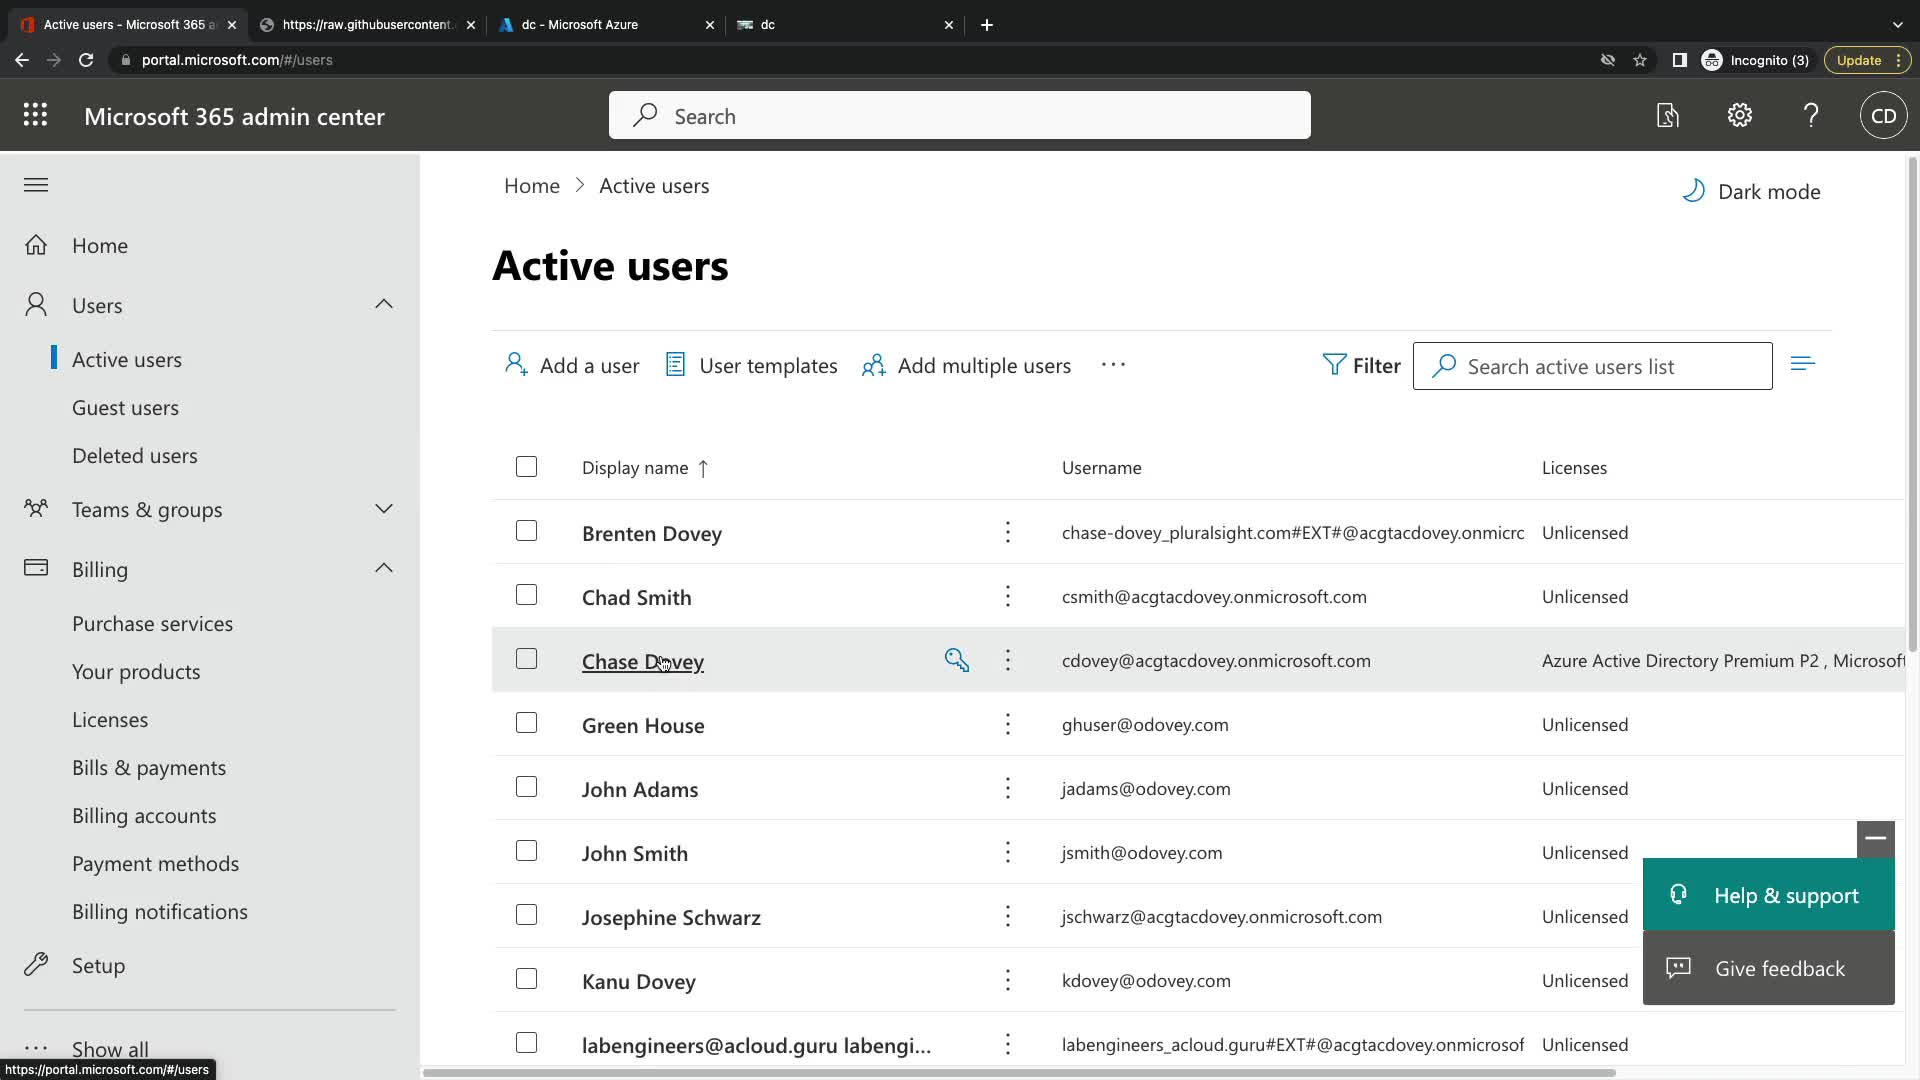 Active users - Microsoft 365 a
https://raw.githubusercontent.
dc - Microsoft Azure
dc
portal.microsoft.com/#/users
Incognito (3)
Update
Microsoft 365 admin center
Search
CD
Home
Users
Active users
Guest users
Deleted users
Teams & groups
Billing
Purchase services
Your products
Licenses
Bills & payments
Billing accounts
Payment methods
Billing notifications
Setup
Show all
https://portal.microsoft.com/#/users
Home > Active users
Dark mode
Active users
Add a user
User templates
Add multiple users
Filter
Search active users list
Display name ↑ Username Licenses
Brenten Dovey chase-dovey_pluralsight.com#EXT#@acgtacdovey.onmicrc Unlicensed
Chad Smith csmith@acgtacdovey.onmicrosoft.com Unlicensed
Chase Dovey cdovey@acgtacdovey.onmicrosoft.com Azure Active Directory Premium P2 , Microsoft
Green House ghuser@odovey.com Unlicensed
John Adams jadams@odovey.com Unlicensed
John Smith jsmith@odovey.com Unlicensed
Josephine Schwarz jschwarz@acgtacdovey.onmicrosoft.com Unlicensed
Kanu Dovey kdovey@odovey.com Unlicensed
labengineers@acloud.guru labengi... labengineers_acloud.guru#EXT#@acgtacdovey.onmicrosof Unlicensed
Help & support
Give feedback